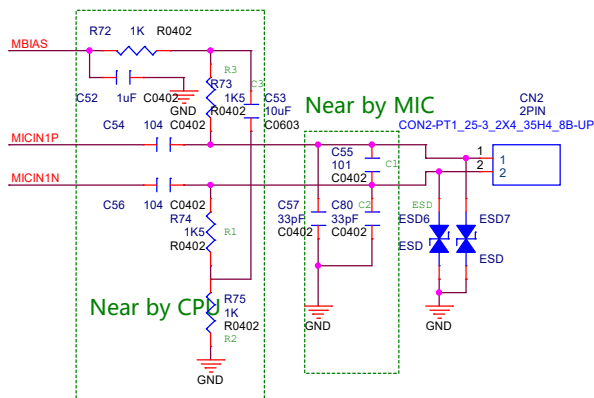 R72 1K R0402
MBIAS
R3
R73
1K5
R0402
C3
C53
10uF
C0603
C52 1uF C0402
GND
C54 104 C0402
MICIN1P
MICIN1N
C56 104 C0402
R74
1K5
R0402
R1
Near by CPU
R75
1K
R0402
R2
GND
Near by MIC
C55
101
C0402
C1
C57
33pF
C0402
C80
33pF
C0402
C2
GND
CN2
2PIN
CON2-PT1_25-3_2X4_35H4_8B-UP
1 1
2 2
ESD
ESD6
ESD
ESD7
ESD
GND